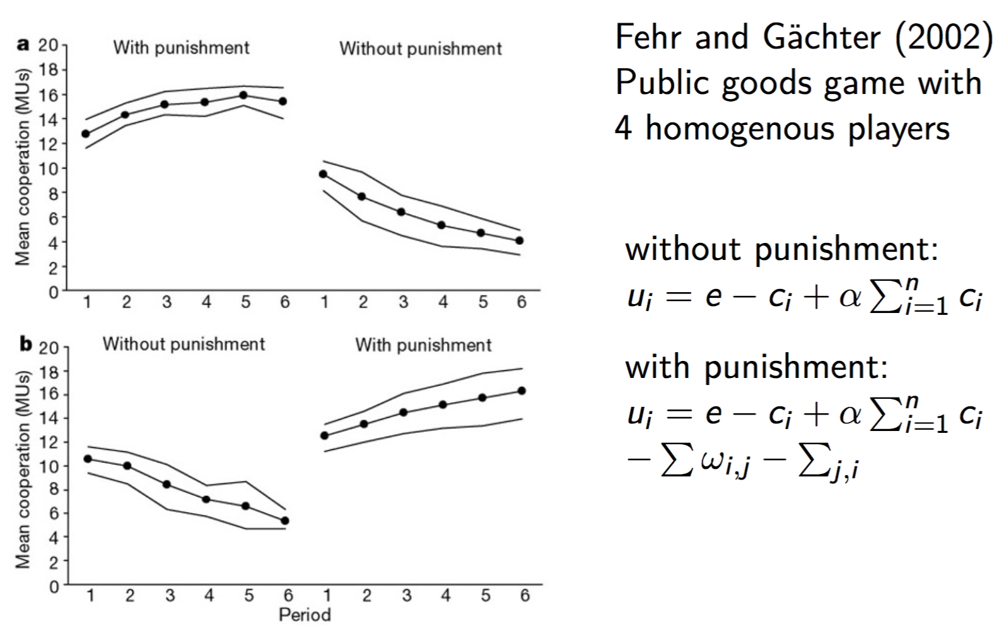 a
With punishment
Without punishment
Mean cooperation (MUs)
20
18
16
14
12
10
8
6
4
2
0
1 2 3 4 5 6 1 2 3 4 5 6
b
Without punishment
With punishment
Mean cooperation (MUs)
20
18
16
14
12
10
8
6
4
2
0
1 2 3 4 5 6 1 2 3 4 5 6
Period
Fehr and Gächter (2002)
Public goods game with
4 homogenous players
without punishment:
u_i = e − c_i + α ∑_{i=1}^{n} c_i
with punishment:
u_i = e − c_i + α ∑_{i=1}^{n} c_i
− ∑ ω_{i,j} − ∑_{j,i}